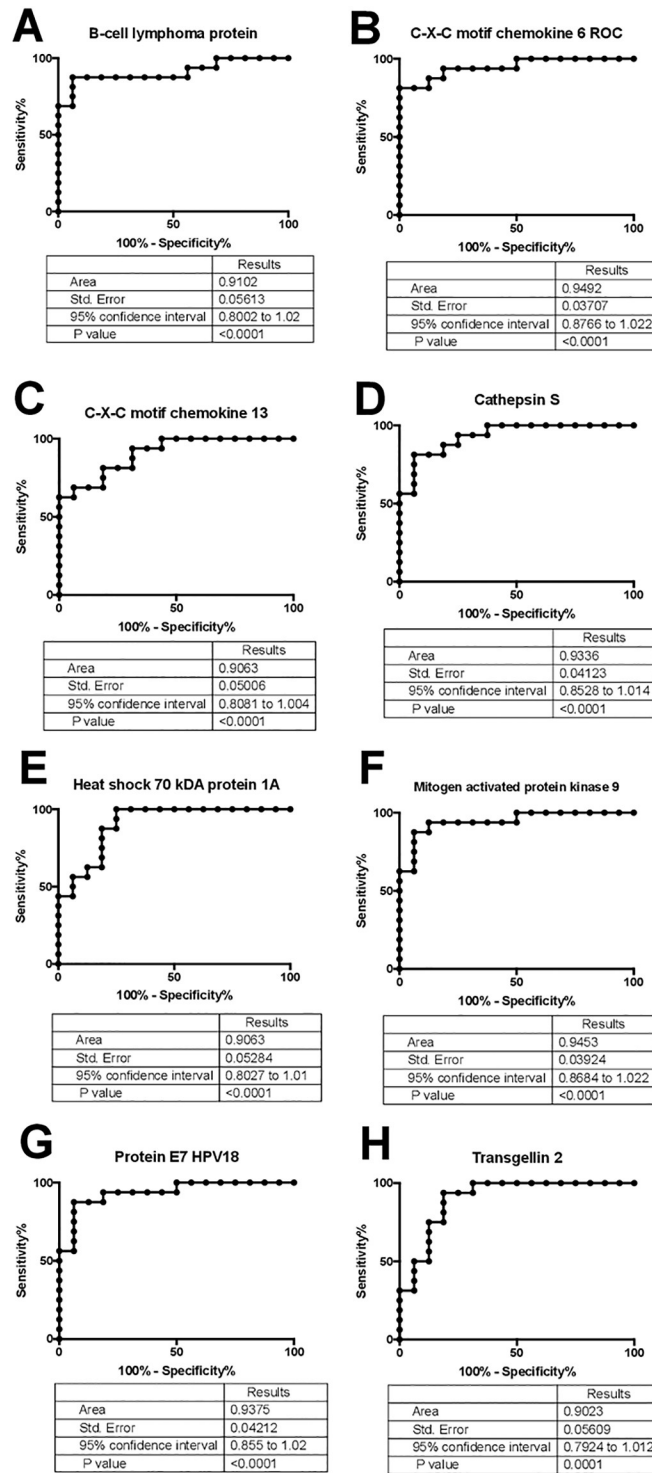 A
B-cell lymphoma protein
Sensitivity%
100
50
0
0 50 100
100% - Specificity%
Results
Area 0.9102
Std. Error 0.05613
95% confidence interval 0.8002 to 1.02
P value <0.0001
B
C-X-C motif chemokine 6 ROC
Sensitivity%
100
50
0
0 50 100
100% - Specificity%
Results
Area 0.9492
Std. Error 0.03707
95% confidence interval 0.8766 to 1.022
P value <0.0001
C
C-X-C motif chemokine 13
Sensitivity%
100
50
0
0 50 100
100% - Specificity%
Results
Area 0.9063
Std. Error 0.05006
95% confidence interval 0.8081 to 1.004
P value <0.0001
D
Cathepsin S
Sensitivity%
100
50
0
0 50 100
100% - Specificity%
Results
Area 0.9336
Std. Error 0.04123
95% confidence interval 0.8528 to 1.014
P value <0.0001
E
Heat shock 70 kDA protein 1A
Sensitivity%
100
50
0
0 50 100
100% - Specificity%
Results
Area 0.9063
Std. Error 0.05284
95% confidence interval 0.8027 to 1.01
P value <0.0001
F
Mitogen activated protein kinase 9
Sensitivity%
100
50
0
0 50 100
100% - Specificity%
Results
Area 0.9453
Std. Error 0.03924
95% confidence interval 0.8684 to 1.022
P value <0.0001
G
Protein E7 HPV18
Sensitivity%
100
50
0
0 50 100
100% - Specificity%
Results
Area 0.9375
Std. Error 0.04212
95% confidence interval 0.855 to 1.02
P value <0.0001
H
Transgellin 2
Sensitivity%
100
50
0
0 50 100
100% - Specificity%
Results
Area 0.9023
Std. Error 0.05609
95% confidence interval 0.7924 to 1.012
P value 0.0001